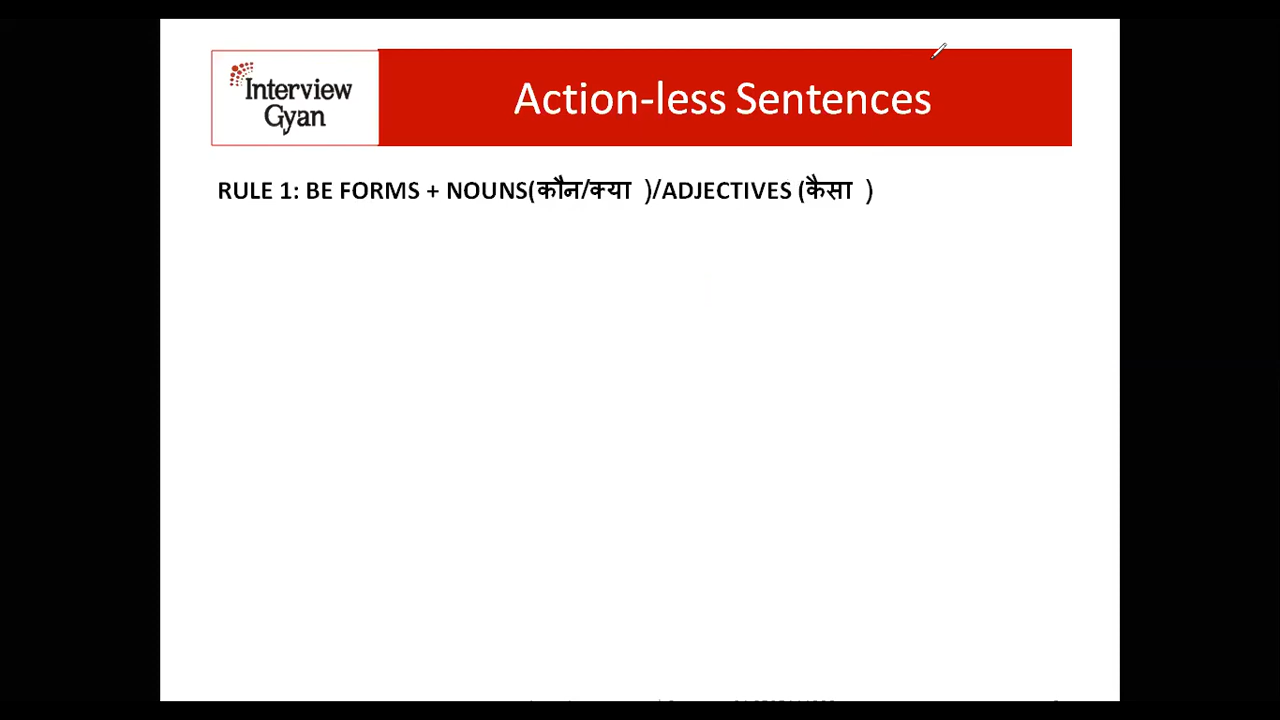 Interview
Gyan
Action-less Sentences
RULE 1: BE FORMS + NOUNS(कौन/क्या )/ADJECTIVES (कैसा )